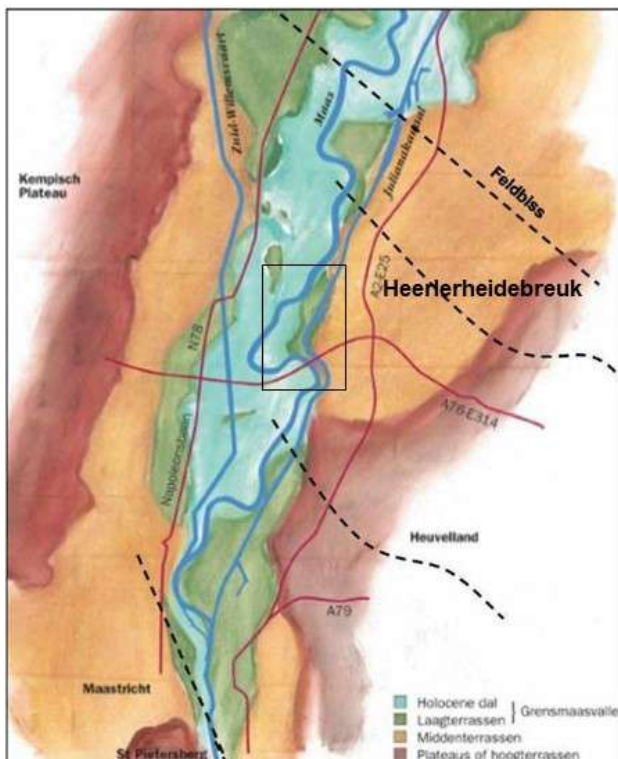 Zuid-Willemsvaart
Maas
Julianakanaal
Kempisch
Plateau
Feldbiss
A2-E25
Heerlerheidebreuk
N78
A76-E314
Napoleonsbaan
Heuvelland
A79
Maastricht
St Pietersberg
Holocene dal
Laagterrassen
Grensmaasvallei
Middenterrassen
Plateaus of hoogterrassen